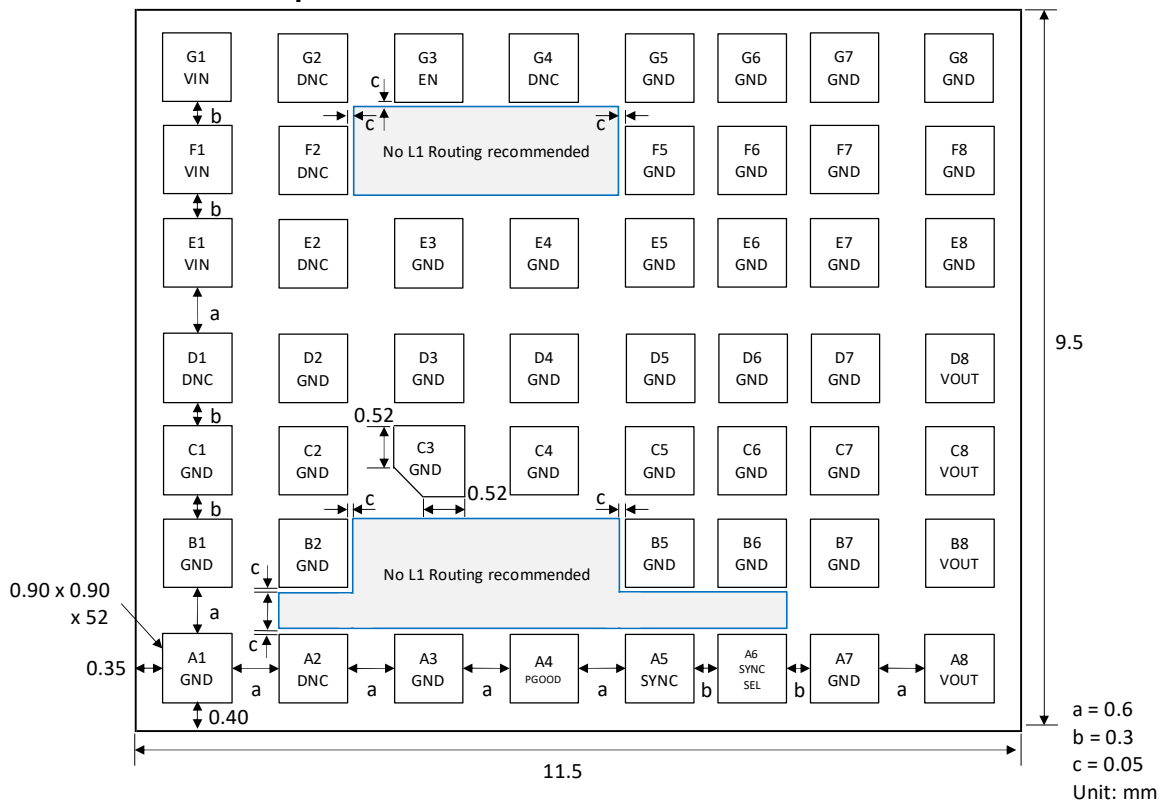 G1
VIN
G2
DNC
G3
EN
G4
DNC
G5
GND
G6
GND
G7
GND
G8
GND
c
b
c
c
F1
VIN
F2
DNC
No L1 Routing recommended
F5
GND
F6
GND
F7
GND
F8
GND
b
E1
VIN
E2
DNC
E3
GND
E4
GND
E5
GND
E6
GND
E7
GND
E8
GND
a
9.5
D1
DNC
D2
GND
D3
GND
D4
GND
D5
GND
D6
GND
D7
GND
D8
VOUT
b
0.52
C1
GND
C2
GND
C3
GND
C4
GND
C5
GND
C6
GND
C7
GND
C8
VOUT
b
c
0.52
c
B1
GND
B2
GND
No L1 Routing recommended
B5
GND
B6
GND
B7
GND
B8
VOUT
c
0.90 x 0.90
x 52
a
c
0.35
A1
GND
a
A2
DNC
a
A3
GND
a
A4
PGOOD
a
A5
SYNC
b
A6
SYNC
SEL
b
A7
GND
a
A8
VOUT
0.40
11.5
a = 0.6
b = 0.3
c = 0.05
Unit: mm